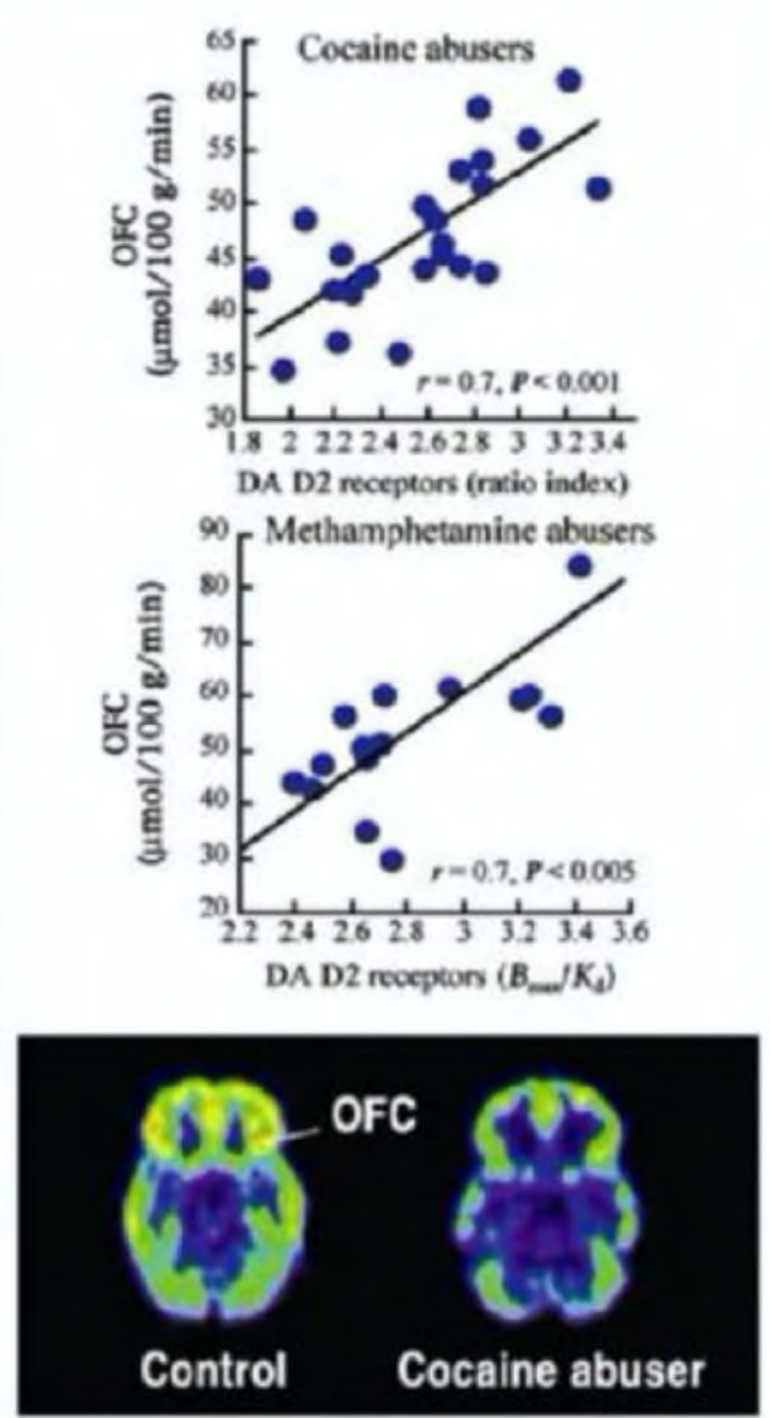 Cocaine abusers
65
60
55
50
45
40
35
30
OFC
(μmol/100 g/min)
r = 0.7, P < 0.001
1.8 2 2.2 2.4 2.6 2.8 3 3.2 3.4
DA D2 receptors (ratio index)
Methamphetamine abusers
90
80
70
60
50
40
30
20
OFC
(μmol/100 g/min)
r = 0.7, P < 0.005
2.2 2.4 2.6 2.8 3 3.2 3.4 3.6
DA D2 receptors (Bmax/Kd)
OFC
Control Cocaine abuser